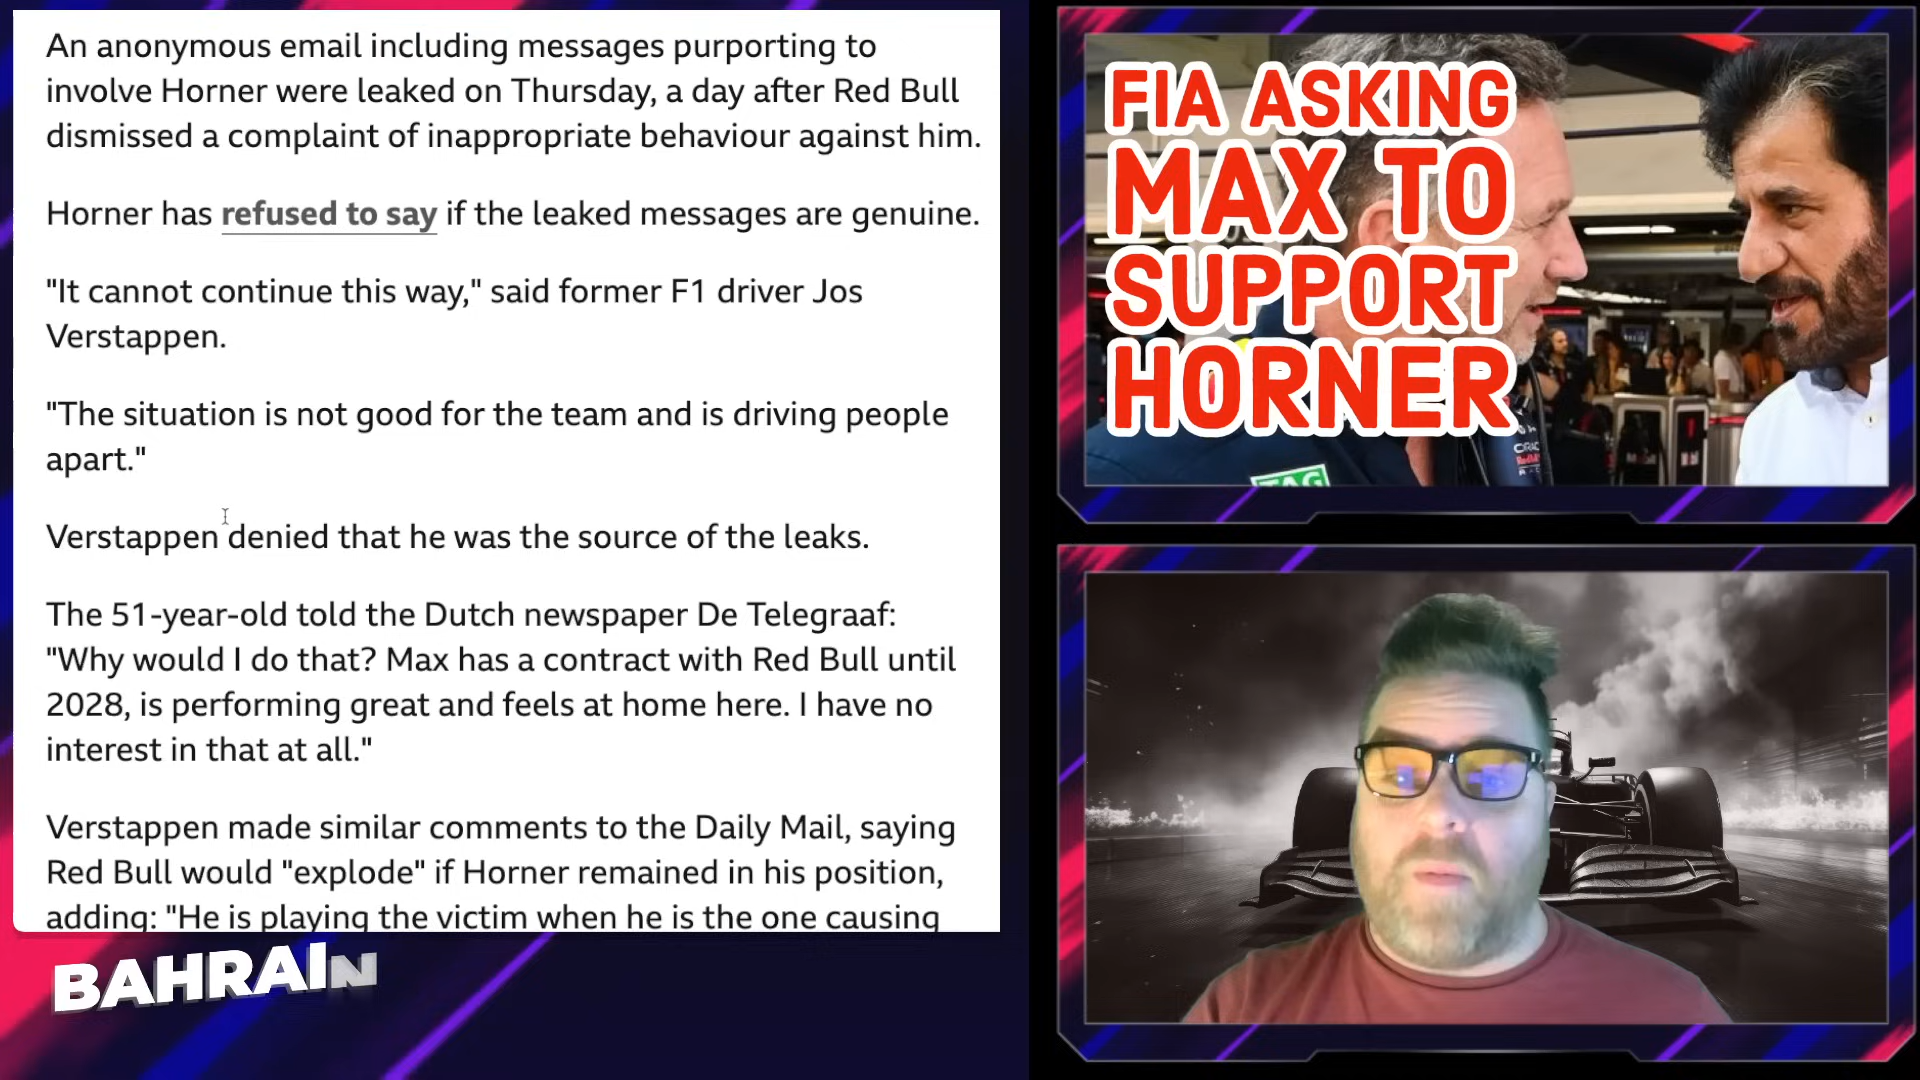 An anonymous email including messages purporting to
involve Horner were leaked on Thursday, a day after Red Bull
dismissed a complaint of inappropriate behaviour against him.
Horner has refused to say if the leaked messages are genuine.
"It cannot continue this way," said former F1 driver Jos
Verstappen.
"The situation is not good for the team and is driving people
apart."
Verstappen denied that he was the source of the leaks.
The 51-year-old told the Dutch newspaper De Telegraaf:
"Why would I do that? Max has a contract with Red Bull until
2028, is performing great and feels at home here. I have no
interest in that at all."
Verstappen made similar comments to the Daily Mail, saying
Red Bull would "explode" if Horner remained in his position,
adding: "He is playing the victim when he is the one causing
BAHRAIN
FIA ASKING
MAX TO
SUPPORT
HORNER
TAG